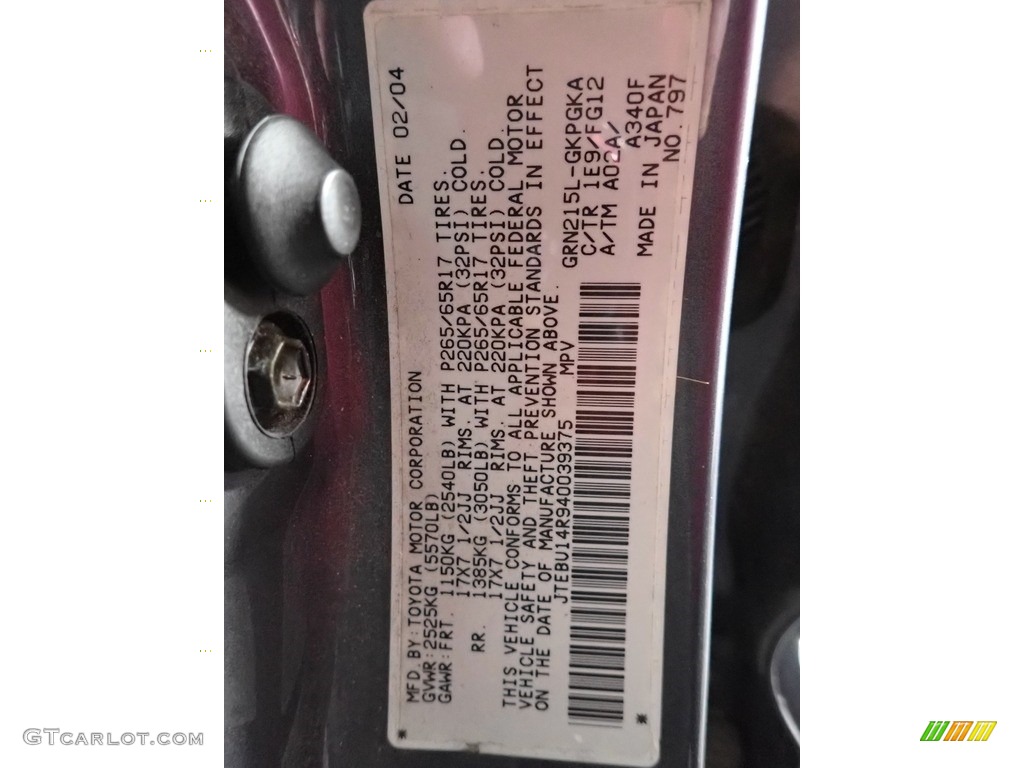 MFD. BY: TOYOTA MOTOR CORPORATION DATE 02/04
GVWR: 2525KG (5570LB)
GAWR: FRT. 1150KG (2540LB) WITH P265/65R17 TIRES.
17X7 1/2JJ RIMS. AT 220KPA (32PSI) COLD.
RR. 1385KG (3050LB) WITH P265/65R17 TIRES.
17X7 1/2JJ RIMS. AT 220KPA (32PSI) COLD.
THIS VEHICLE CONFORMS TO ALL APPLICABLE FEDERAL MOTOR
VEHICLE SAFETY AND THEFT PREVENTION STANDARDS IN EFFECT
ON THE DATE OF MANUFACTURE SHOWN ABOVE.
JTEBU14R940039375 MPV GRN215L-GKPGKA
C/TR 1E9/FG12
A/TM A02A/ A340F
MADE IN JAPAN
NO. 797
* *
GTCarlot.com